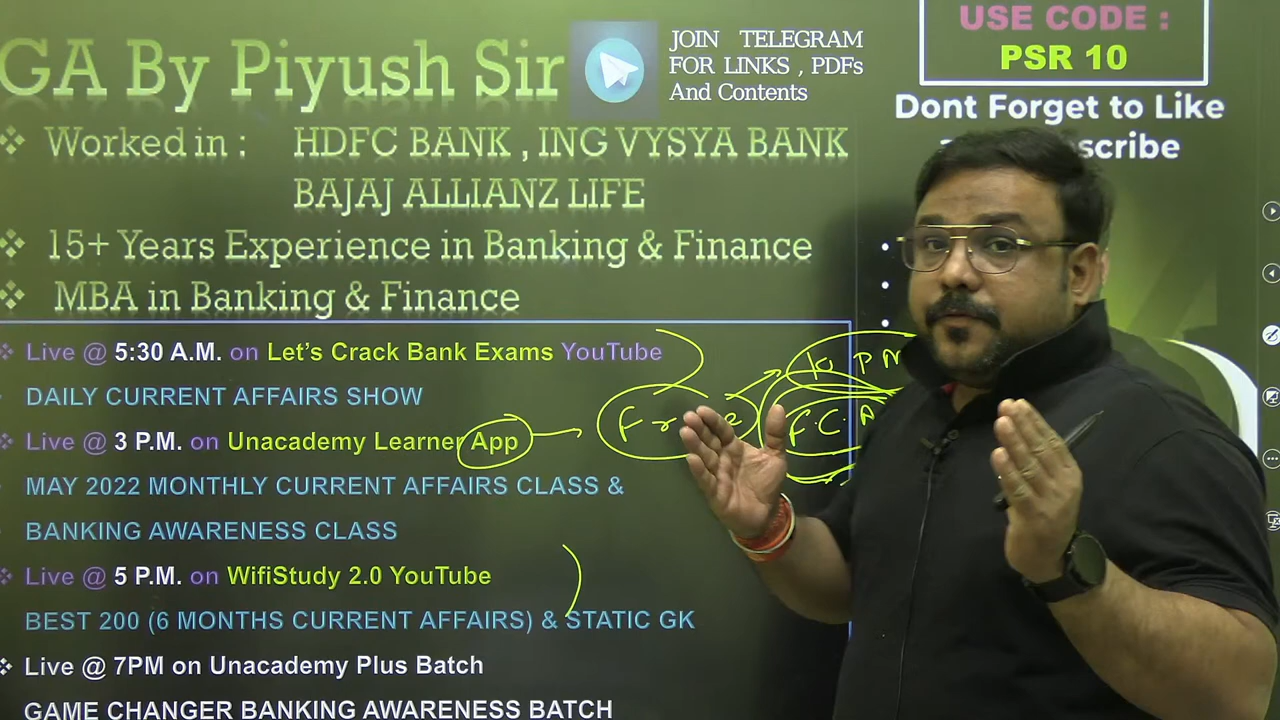 GA By Piyush Sir
JOIN TELEGRAM
FOR LINKS , PDFs
And Contents
USE CODE :
PSR 10
Dont Forget to Like
Worked in : HDFC BANK , ING VYSYA BANK
BAJAJ ALLIANZ LIFE
15+ Years Experience in Banking & Finance
MBA in Banking & Finance
Live @ 5:30 A.M. on Let's Crack Bank Exams YouTube
DAILY CURRENT AFFAIRS SHOW
Live @ 3 P.M. on Unacademy Learner App
10 PM
MAY 2022 MONTHLY CURRENT AFFAIRS CLASS &
BANKING AWARENESS CLASS
Live @ 5 P.M. on WifiStudy 2.0 YouTube
BEST 200 (6 MONTHS CURRENT AFFAIRS) & STATIC GK
Live @ 7PM on Unacademy Plus Batch
GAME CHANGER BANKING AWARENESS BATCH